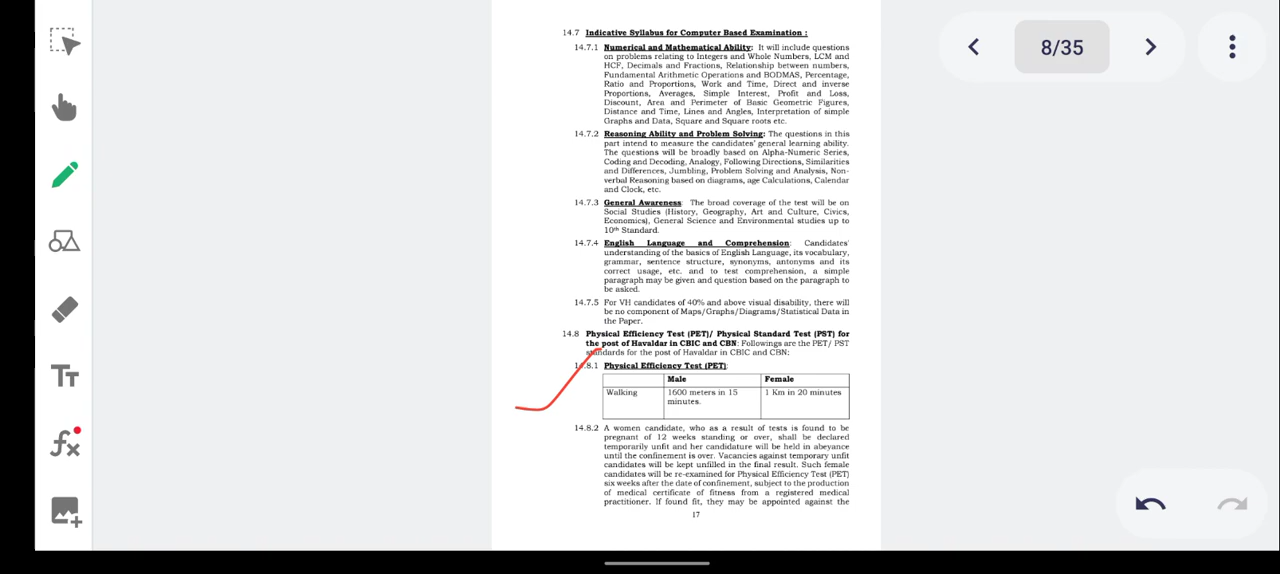 8/35
14.7 Indicative Syllabus for Computer Based Examination :
14.7.1 Numerical and Mathematical Ability: It will include questions
on problems relating to Integers and Whole Numbers, LCM and
HCF, Decimals and Fractions, Relationship between numbers,
Fundamental Arithmetic Operations and BODMAS, Percentage,
Ratio and Proportions, Work and Time, Direct and inverse
Proportions, Averages, Simple Interest, Profit and Loss,
Discount, Area and Perimeter of Basic Geometric Figures,
Distance and Time, Lines and Angles, Interpretation of simple
Graphs and Data, Square and Square roots etc.
14.7.2 Reasoning Ability and Problem Solving: The questions in this
part intend to measure the candidates' general learning ability.
The questions will be broadly based on Alpha-Numeric Series,
Coding and Decoding, Analogy, Following Directions, Similarities
and Differences, Jumbling, Problem Solving and Analysis, Non-
verbal Reasoning based on diagrams, age Calculations, Calendar
and Clock, etc.
14.7.3 General Awareness: The broad coverage of the test will be on
Social Studies (History, Geography, Art and Culture, Civics,
Economics), General Science and Environmental studies up to
10th Standard.
14.7.4 English Language and Comprehension: Candidates'
understanding of the basics of English Language, its vocabulary,
grammar, sentence structure, synonyms, antonyms and its
correct usage, etc. and to test comprehension, a simple
paragraph may be given and question based on the paragraph to
be asked.
14.7.5 For VH candidates of 40% and above visual disability, there will
be no component of Maps/Graphs/Diagrams/Statistical Data in
the Paper.
14.8 Physical Efficiency Test (PET)/ Physical Standard Test (PST) for
the post of Havaldar in CBIC and CBN: Followings are the PET/ PST
standards for the post of Havaldar in CBIC and CBN:
14.8.1 Physical Efficiency Test (PET):
Male Female
Walking 1600 meters in 15 1 Km in 20 minutes
minutes.
14.8.2 A women candidate, who as a result of tests is found to be
pregnant of 12 weeks standing or over, shall be declared
temporarily unfit and her candidature will be held in abeyance
until the confinement is over. Vacancies against temporary unfit
candidates will be kept unfilled in the final result. Such female
candidates will be re-examined for Physical Efficiency Test (PET)
six weeks after the date of confinement, subject to the production
of medical certificate of fitness from a registered medical
practitioner. If found fit, they may be appointed against the
17
Tт
fx